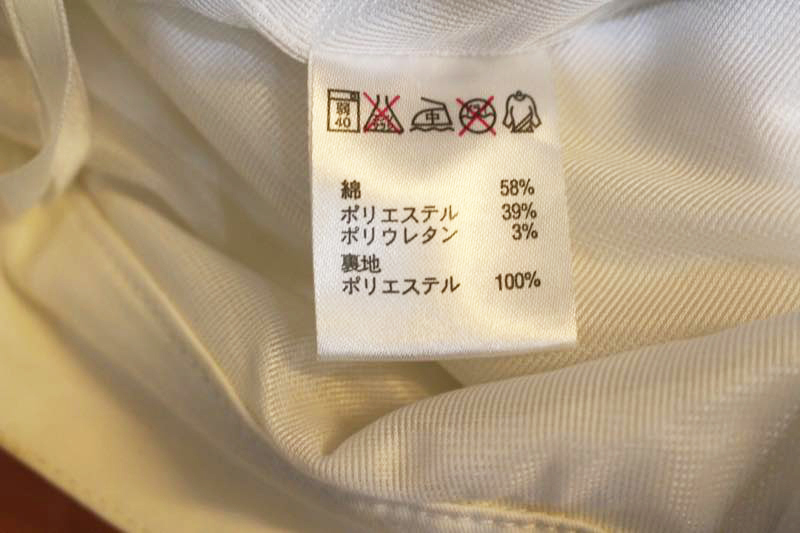 弱
40
中
綿 58%
ポリエステル 39%
ポリウレタン 3%
裏地
ポリエステル 100%